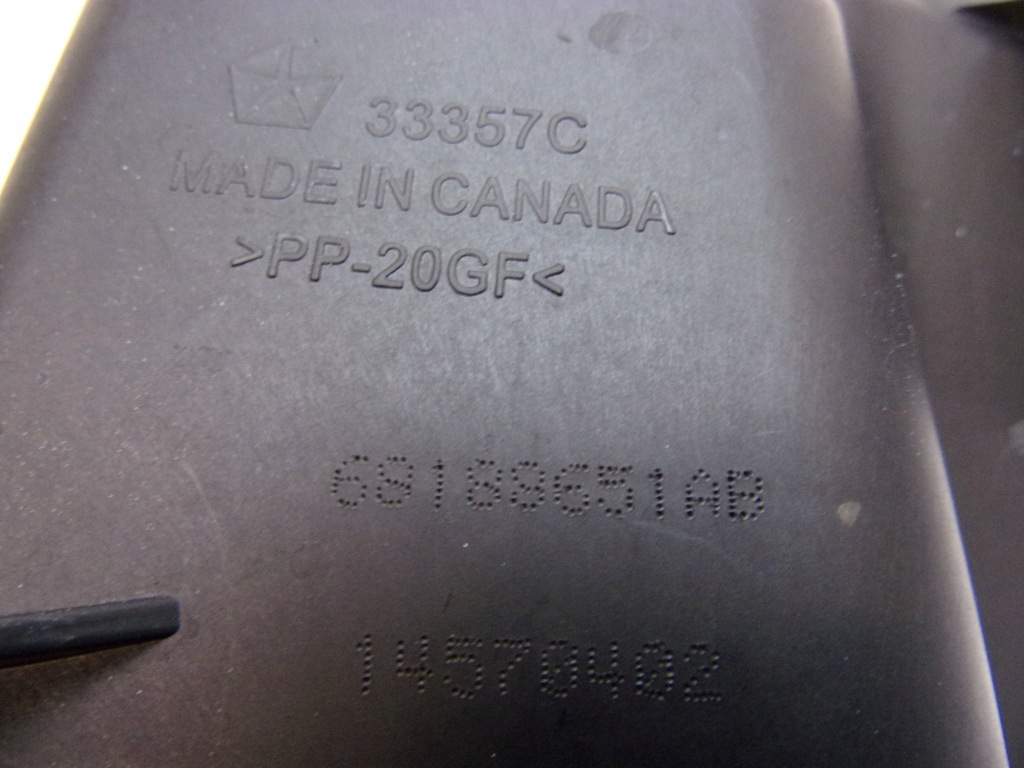 33357C
MADE IN CANADA
>PP-20GF<
68188651AB
14570402